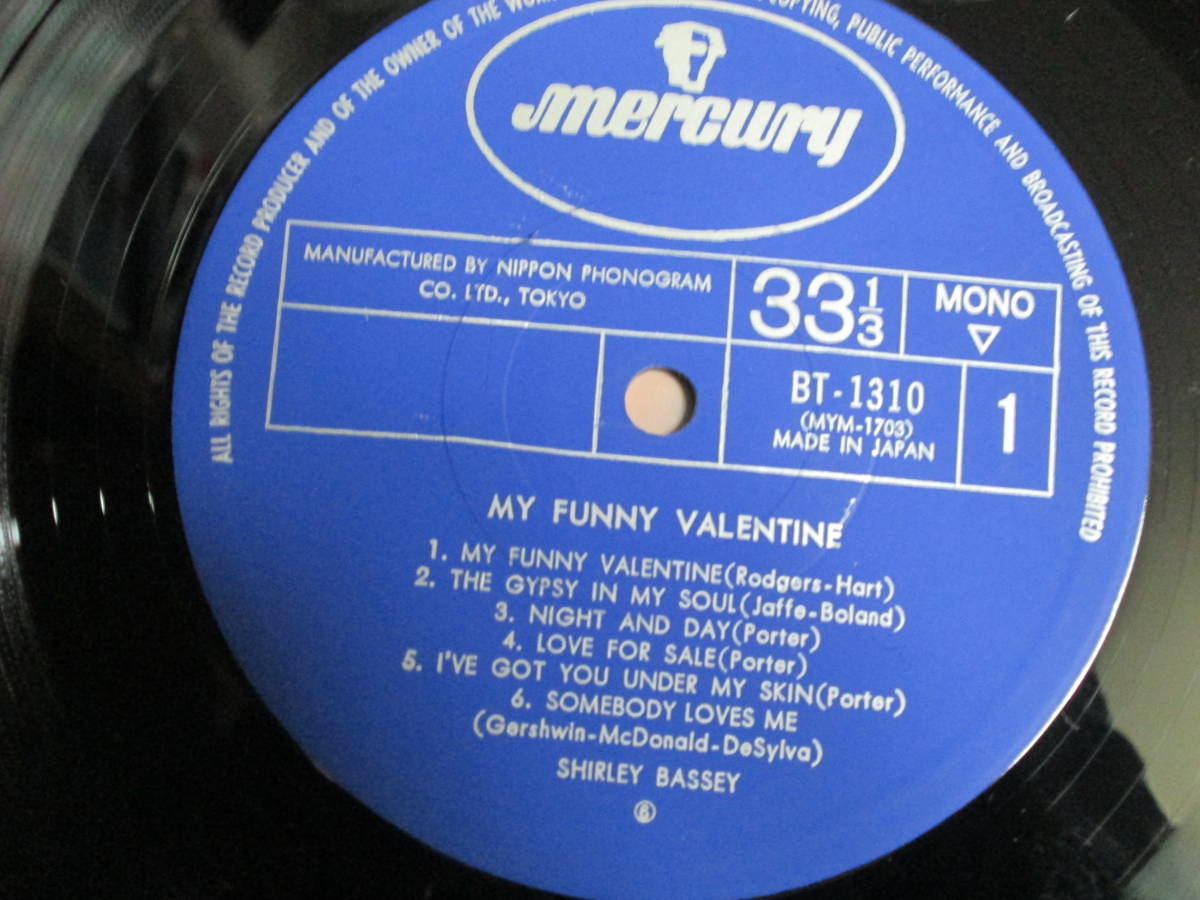 ALL RIGHTS OF THE RECORD PRODUCER AND OF THE OWNER OF THE
COPYING, PUBLIC PERFORMANCE AND BROADCASTING OF THIS RECORD PROHIBITED
mercury
MANUFACTURED BY NIPPON PHONOGRAM
CO. LTD., TOKYO
33 1/3
MONO
▽
BT-1310
(MYM-1703)
MADE IN JAPAN
1
MY FUNNY VALENTINE
1. MY FUNNY VALENTINE(Rodgers-Hart)
2. THE GYPSY IN MY SOUL(Jaffe-Boland)
3. NIGHT AND DAY(Porter)
4. LOVE FOR SALE(Porter)
5. I'VE GOT YOU UNDER MY SKIN(Porter)
6. SOMEBODY LOVES ME
(Gershwin-McDonald-DeSylva)
SHIRLEY BASSEY